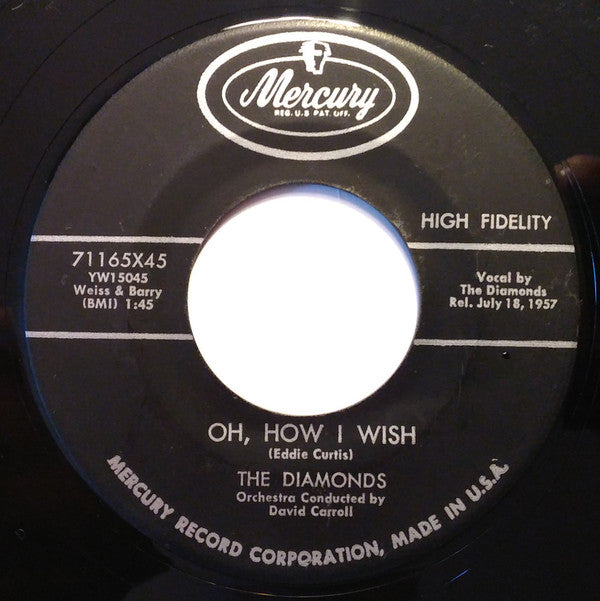 Mercury
REG. U.S PAT. OFF.
HIGH FIDELITY
71165X45
YW15045
Weiss & Barry
(BMI) 1:45
Vocal by
The Diamonds
Rel. July 18, 1957
OH, HOW I WISH
(Eddie Curtis)
THE DIAMONDS
Orchestra Conducted by
David Carroll
MERCURY RECORD CORPORATION, MADE IN U.S.A.